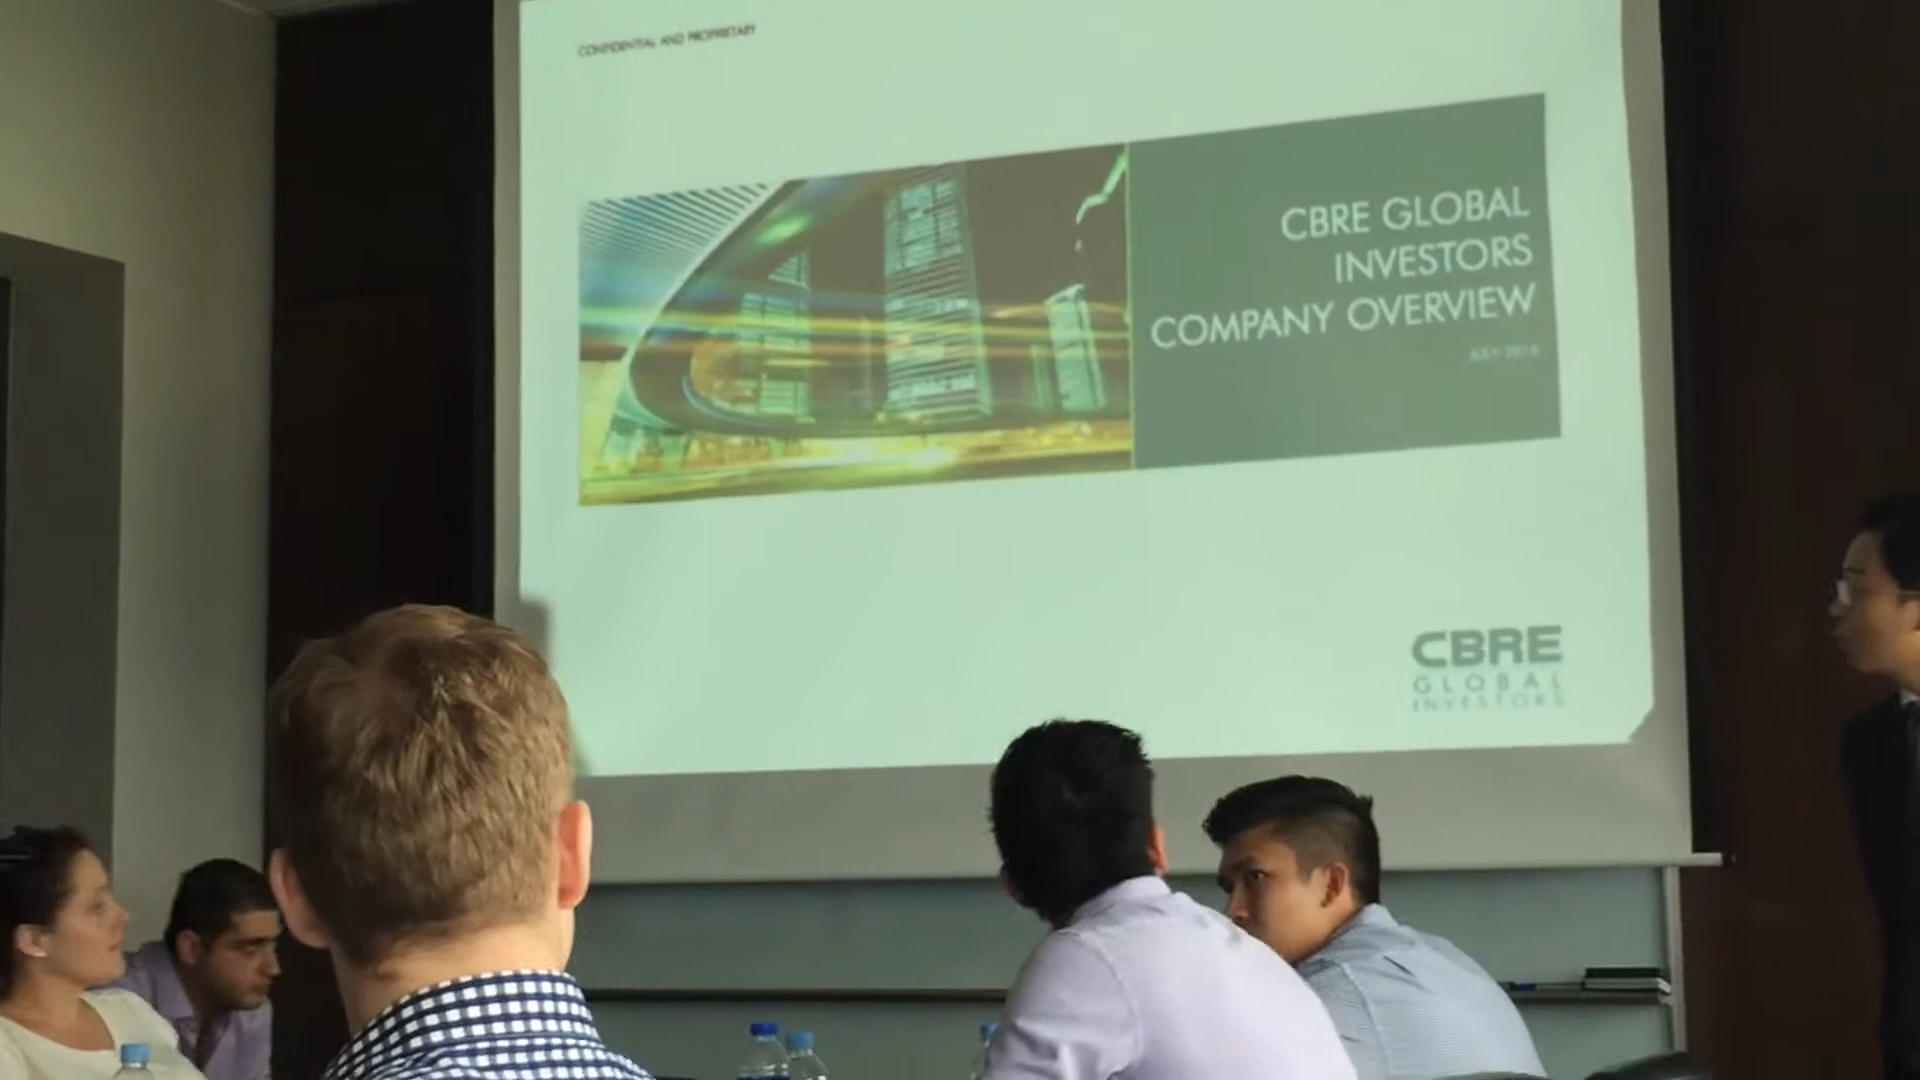 CONFIDENTIAL AND PROPRIETARY
CBRE GLOBAL
INVESTORS
COMPANY OVERVIEW
CBRE
GLOBAL
INVESTORS